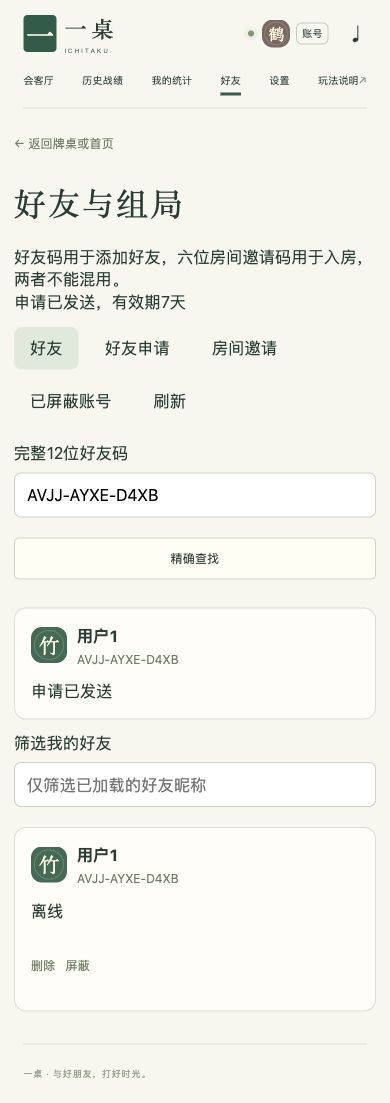 一 一桌
ICHITAKU
鹤 账号 ♩
会客厅 历史战绩 我的统计 好友 设置 玩法说明↗
← 返回牌桌或首页
好友与组局
好友码用于添加好友，六位房间邀请码用于入房，
两者不能混用。
申请已发送，有效期7天
好友 好友申请 房间邀请
已屏蔽账号 刷新
完整12位好友码
AVJJ-AYXE-D4XB
精确查找
竹 用户1
AVJJ-AYXE-D4XB
申请已发送
筛选我的好友
仅筛选已加载的好友昵称
竹 用户1
AVJJ-AYXE-D4XB
离线
删除 屏蔽
一桌 · 与好朋友，打好时光。